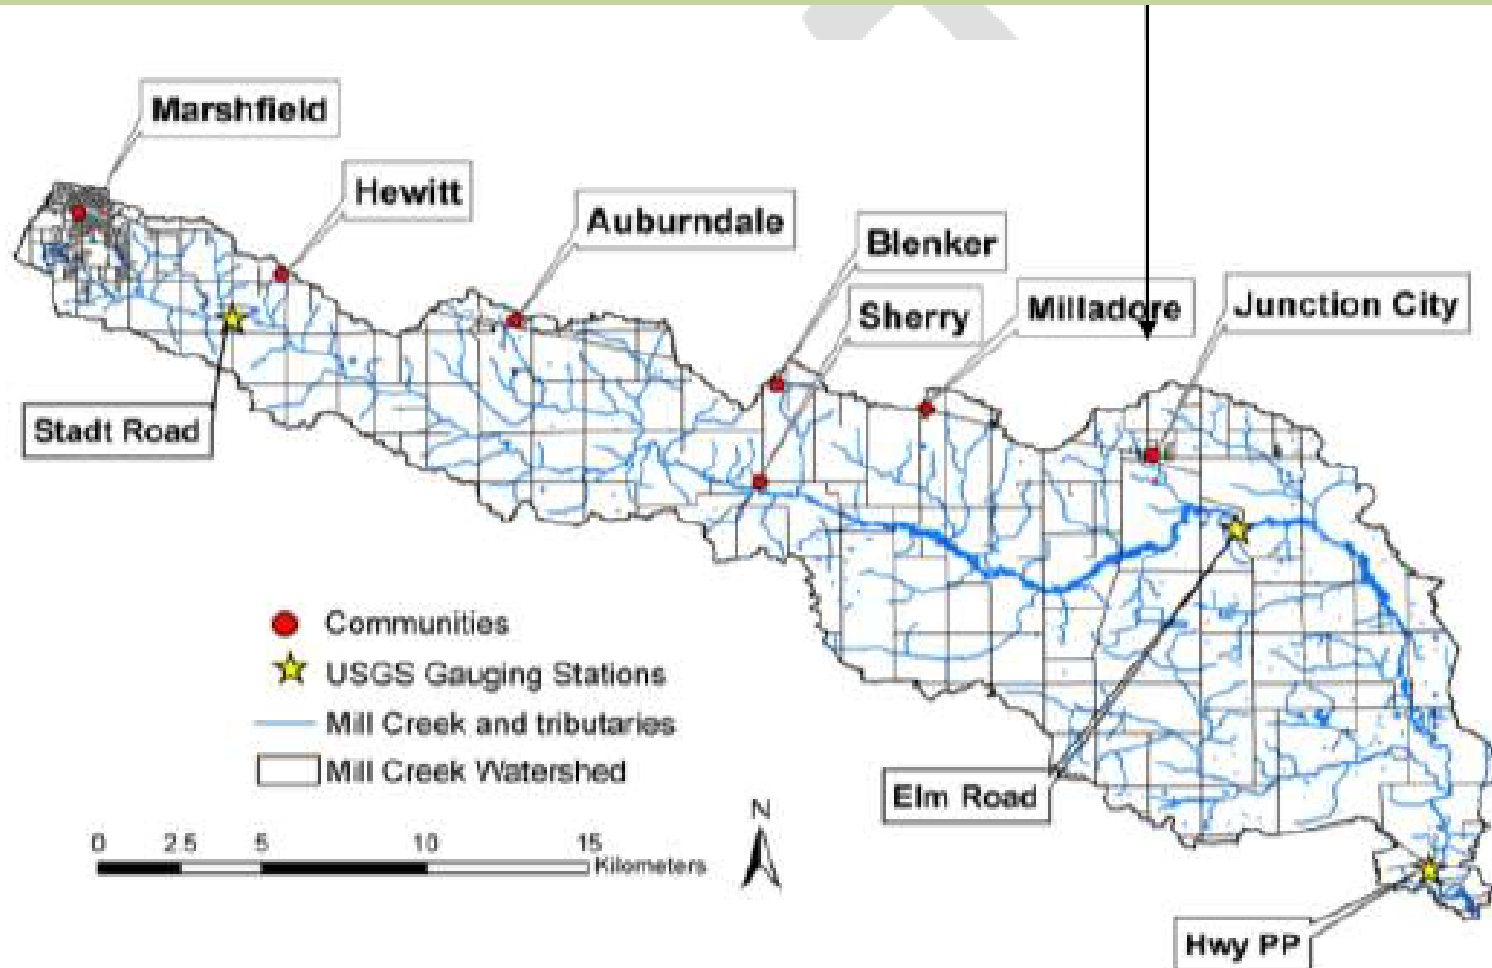 Marshfield
Hewitt
Auburndale
Blenker
Sherry
Milladore
Junction City
Stadt Road
Communities
USGS Gauging Stations
Mill Creek and tributaries
Mill Creek Watershed
Elm Road
N
0 2.5 5 10 15
Kilometers
Hwy PP